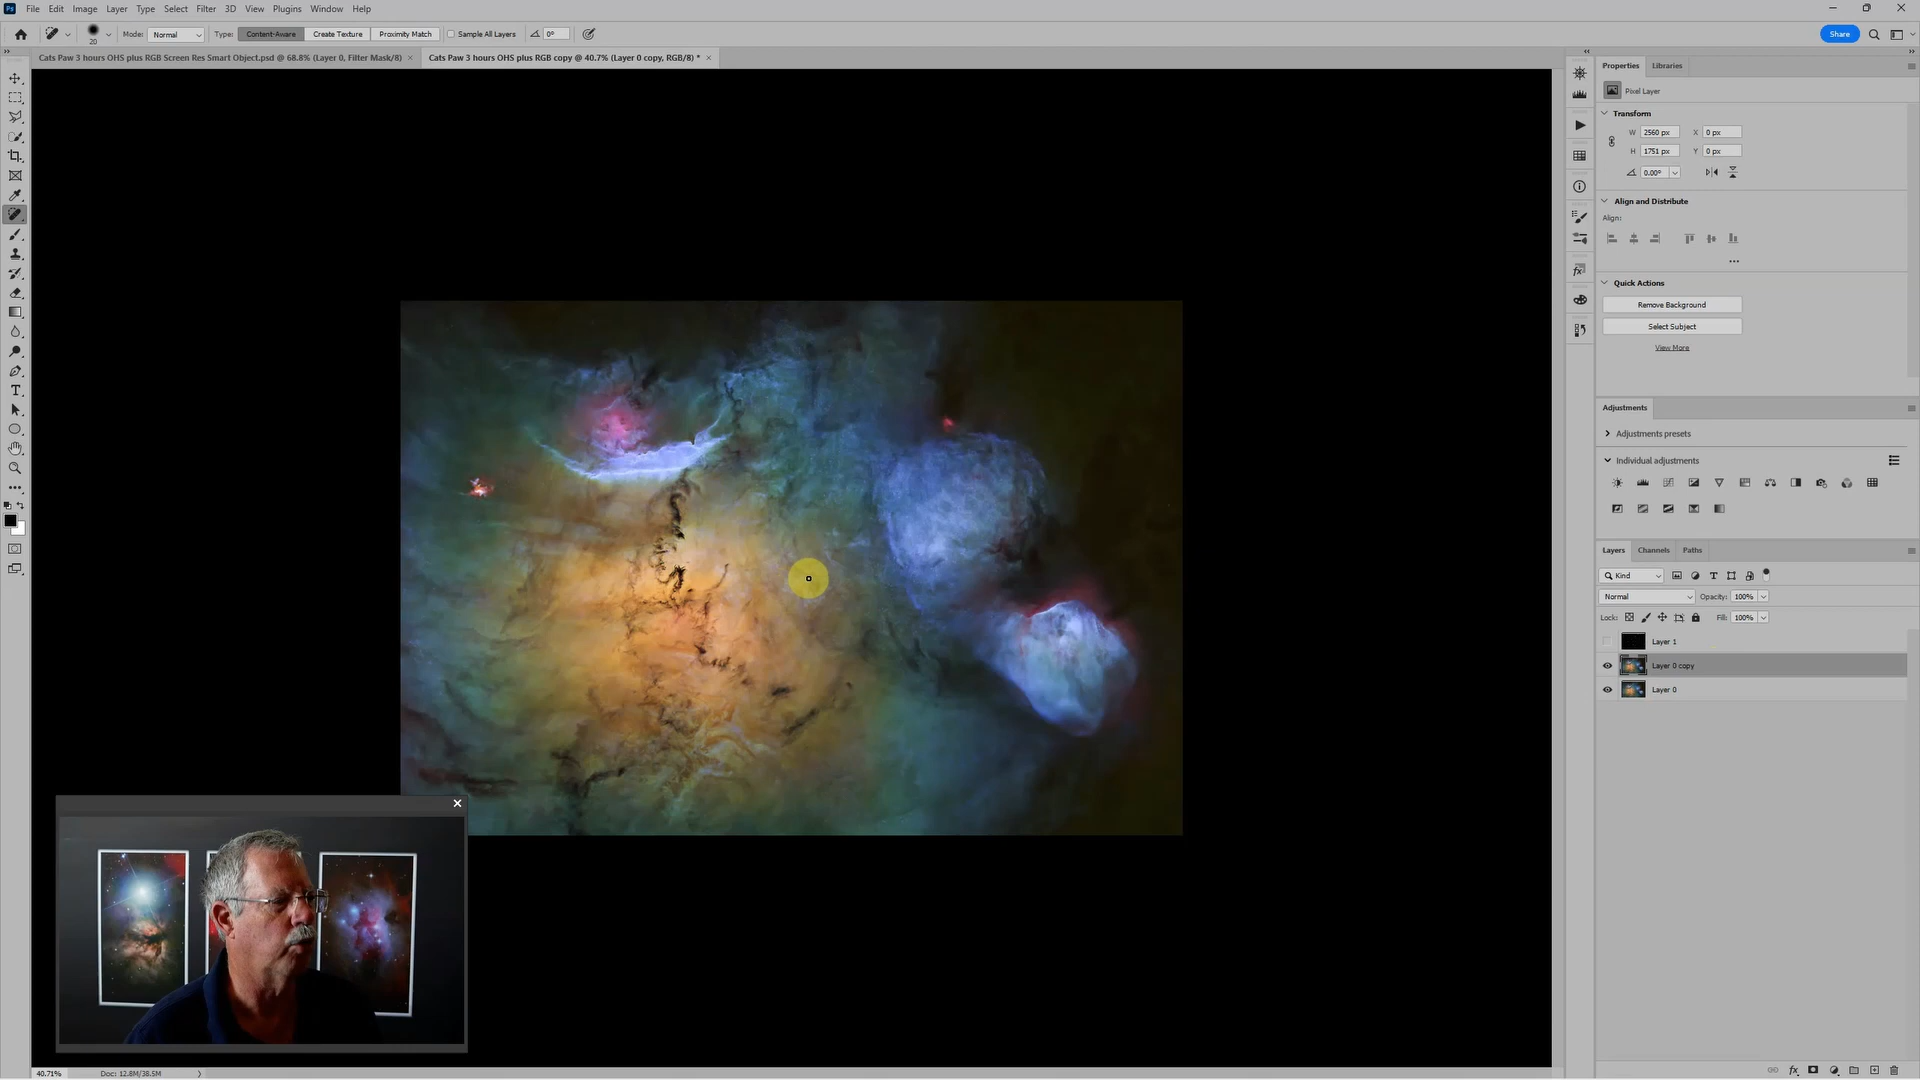 Ps File Edit Image Layer Type Select Filter 3D View Plugins Window Help
20 Mode: Normal Type: Content-Aware Create Texture Proximity Match Sample All Layers 0° Share
Cats Paw 3 hours OHS plus RGB Screen Res Smart Object.psd @ 68.8% (Layer 0, Filter Mask/8) × Cats Paw 3 hours OHS plus RGB copy @ 40.7% (Layer 0 copy, RGB/8) * ×
Properties Libraries
Pixel Layer
Transform
W 2560 px X 0 px
H 1751 px Y 0 px
0.00°
Align and Distribute
Align:
Quick Actions
Remove Background
Select Subject
View More
Adjustments
Adjustments presets
Individual adjustments
Layers Channels Paths
Kind
Normal Opacity: 100%
Lock: Fill: 100%
Layer 1
Layer 0 copy
Layer 0
40.71% Doc: 12.8M/38.5M